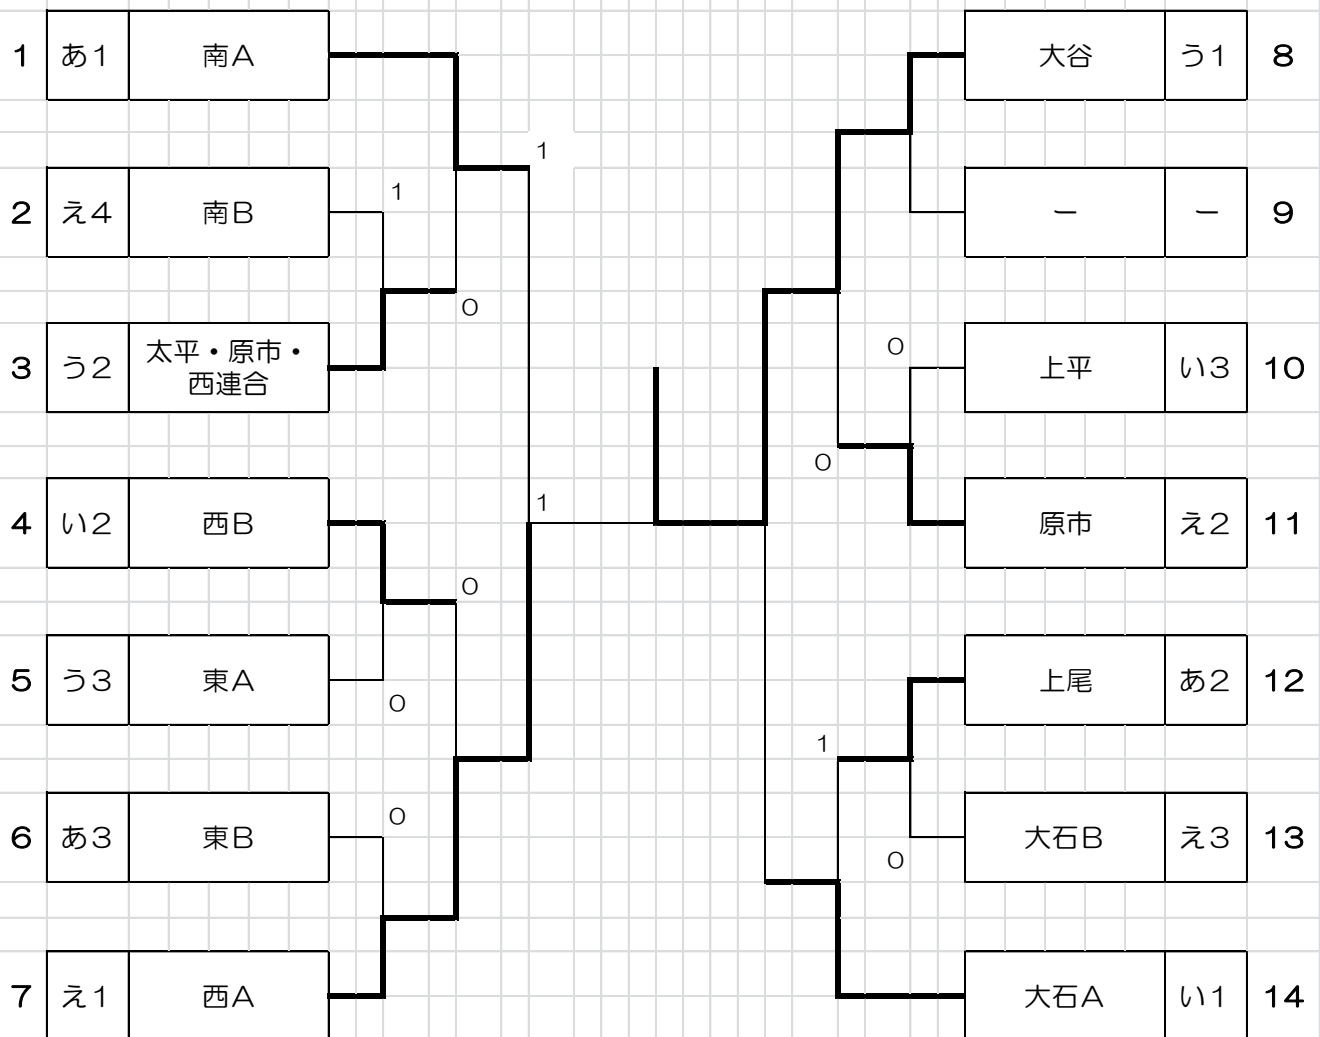 1 あ1 南A
2 え4 南B
3 う2 太平・原市・
西連合
4 い2 西B
5 う3 東A
6 あ3 東B
7 え1 西A
1
1
0
1
0
0
0
大谷 う1 8
ー ー 9
上平 い3 10
原市 え2 11
上尾 あ2 12
大石B え3 13
大石A い1 14
0
0
1
0